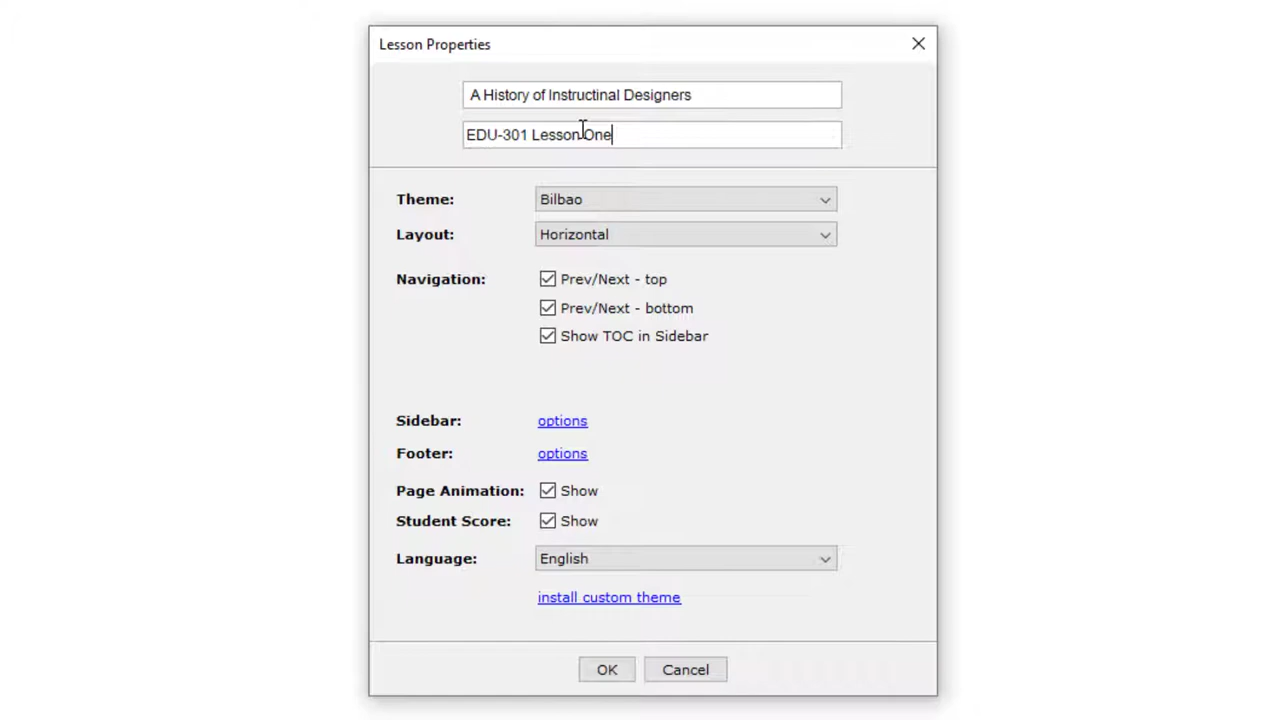 Lesson Properties
A History of Instructinal Designers
EDU-301 Lesson One
Theme: Bilbao
Layout: Horizontal
Navigation: Prev/Next - top
Prev/Next - bottom
Show TOC in Sidebar
Sidebar: options
Footer: options
Page Animation: Show
Student Score: Show
Language: English
install custom theme
OK Cancel